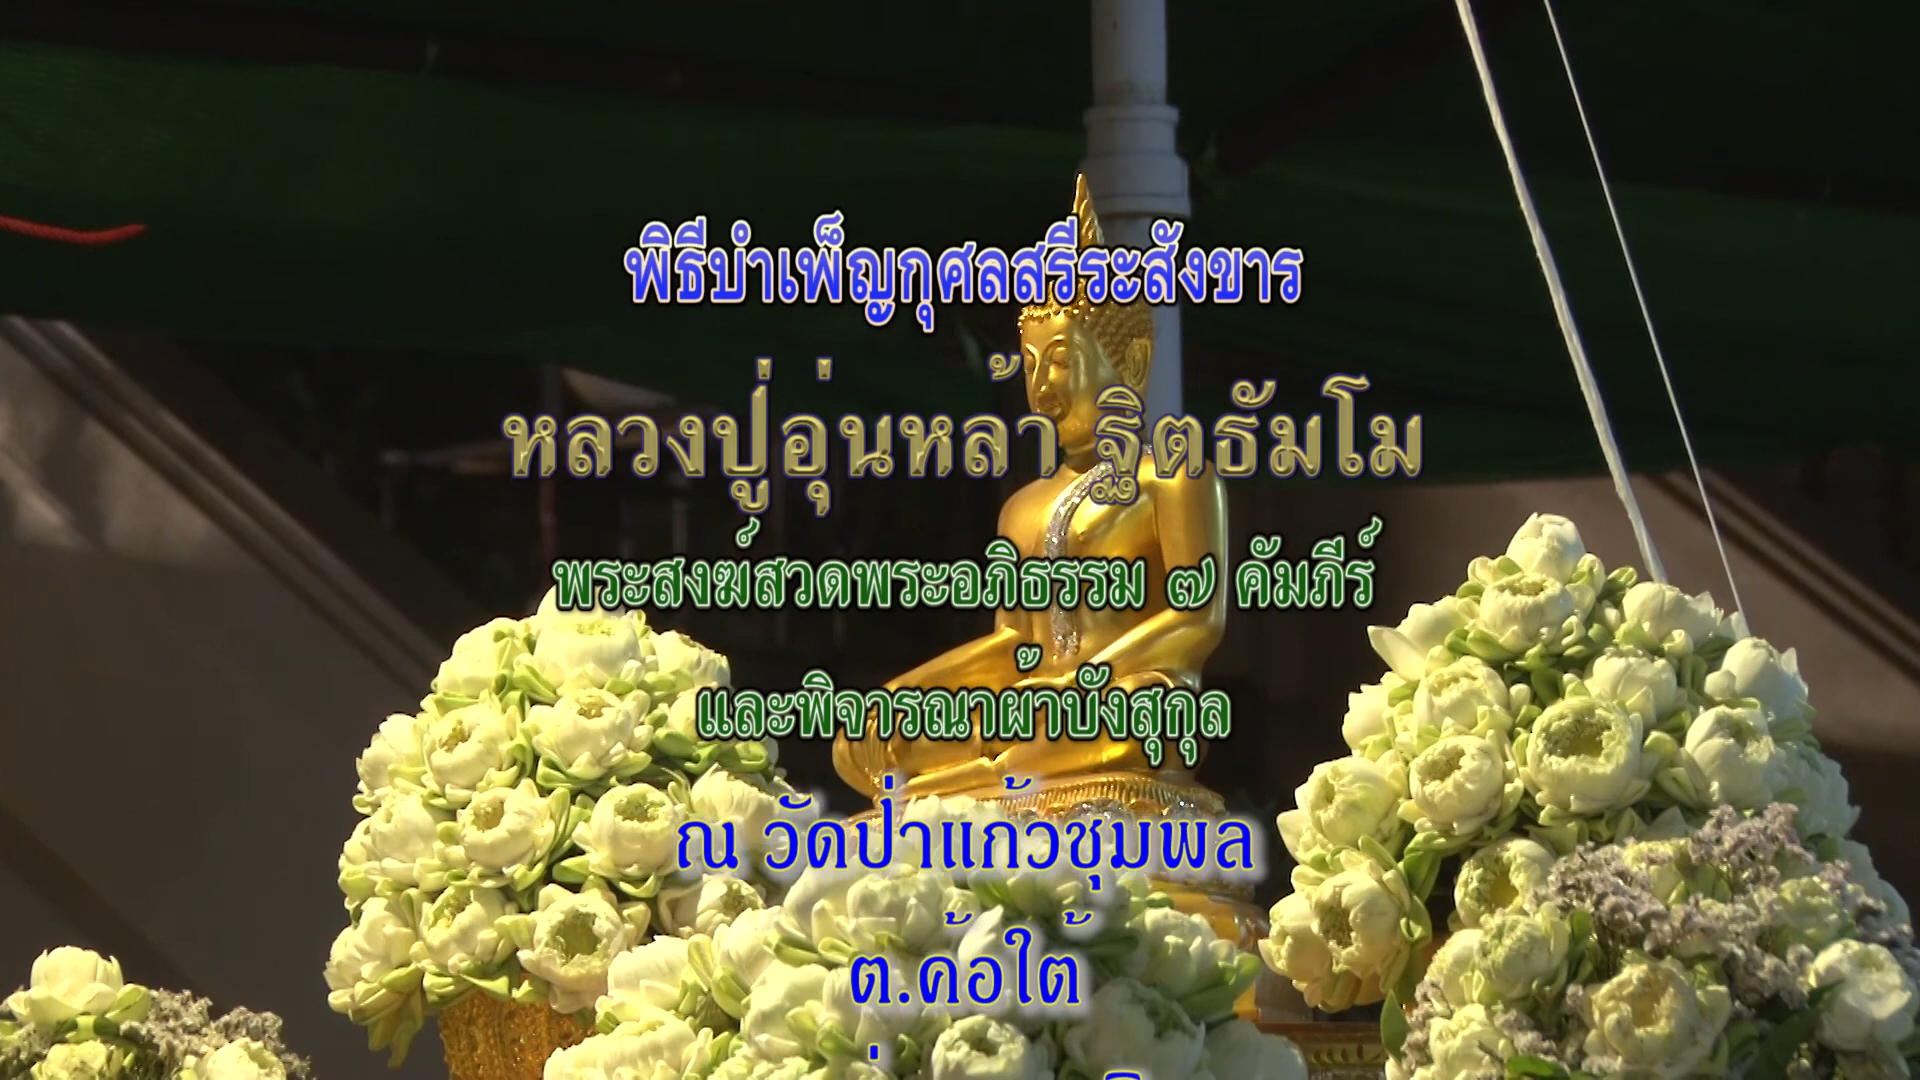 พิธีบำเพ็ญกุศลสรีระสังขาร
หลวงปู่อุ่นหล้า ฐิตธัมโม
พระสงฆ์สวดพระอภิธรรม ๗ คัมภีร์
และพิจารณาผ้าบังสุกุล
ณ วัดป่าแก้วชุมพล
ต.ค้อใต้